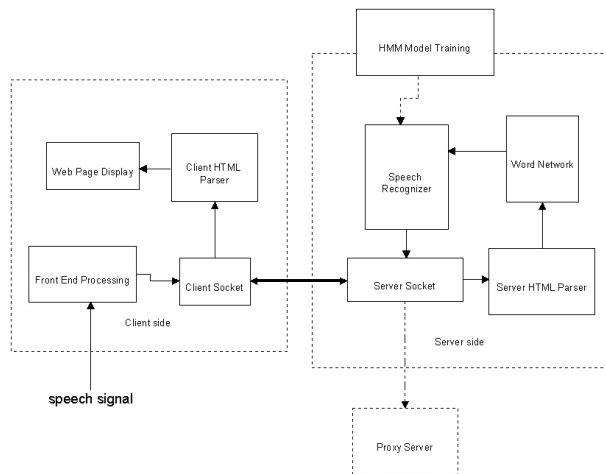 HMM Model Training
Web Page Display
Client HTML
Parser
Speech
Recognizer
Word Network
Front End Processing
Client Socket
Server Socket
Server HTML Parser
Client side
Server side
speech signal
Proxy Server